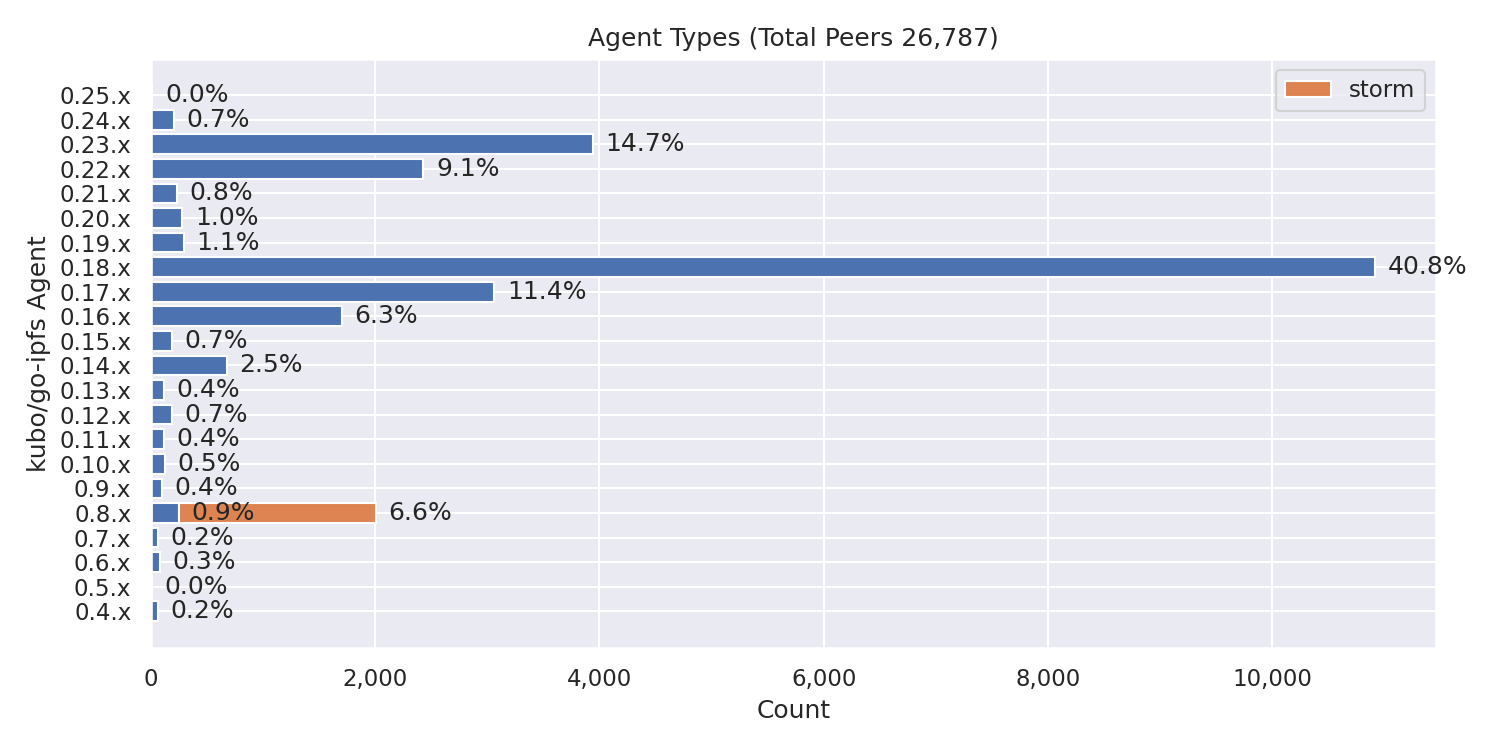 Agent Types (Total Peers 26,787)
storm
kubo/go-ipfs Agent
0.25.x 0.0%
0.24.x 0.7%
0.23.x 14.7%
0.22.x 9.1%
0.21.x 0.8%
0.20.x 1.0%
0.19.x 1.1%
0.18.x 40.8%
0.17.x 11.4%
0.16.x 6.3%
0.15.x 0.7%
0.14.x 2.5%
0.13.x 0.4%
0.12.x 0.7%
0.11.x 0.4%
0.10.x 0.5%
0.9.x 0.4%
0.8.x 0.9% 6.6%
0.7.x 0.2%
0.6.x 0.3%
0.5.x 0.0%
0.4.x 0.2%
0 2,000 4,000 6,000 8,000 10,000
Count